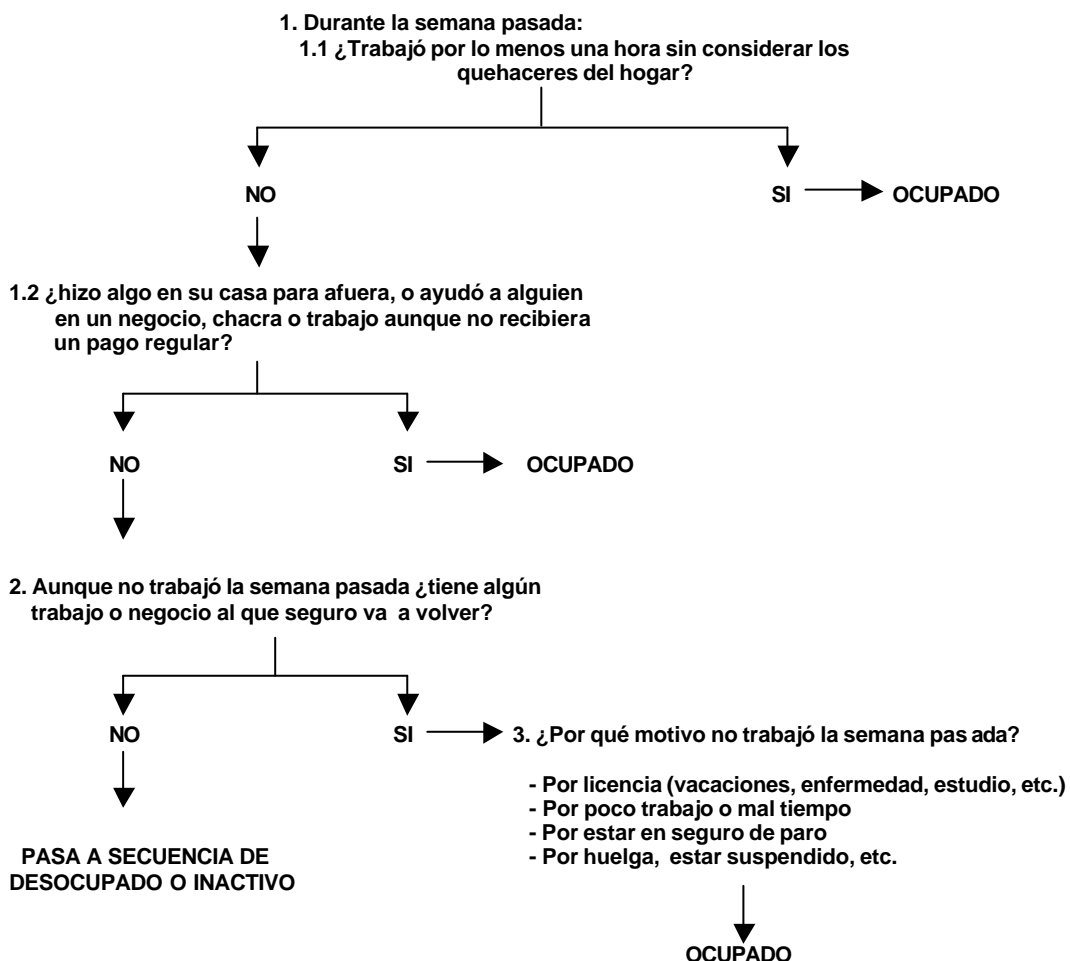 1. Durante la semana pasada:
1.1 ¿Trabajó por lo menos una hora sin considerar los
quehaceres del hogar?
NO
SI
OCUPADO
1.2 ¿hizo algo en su casa para afuera, o ayudó a alguien
en un negocio, chacra o trabajo aunque no recibiera
un pago regular?
NO
SI
OCUPADO
2. Aunque no trabajó la semana pasada ¿tiene algún
trabajo o negocio al que seguro va a volver?
NO
SI
3. ¿Por qué motivo no trabajó la semana pas ada?
- Por licencia (vacaciones, enfermedad, estudio, etc.)
- Por poco trabajo o mal tiempo
- Por estar en seguro de paro
- Por huelga, estar suspendido, etc.
PASA A SECUENCIA DE
DESOCUPADO O INACTIVO
OCUPADO